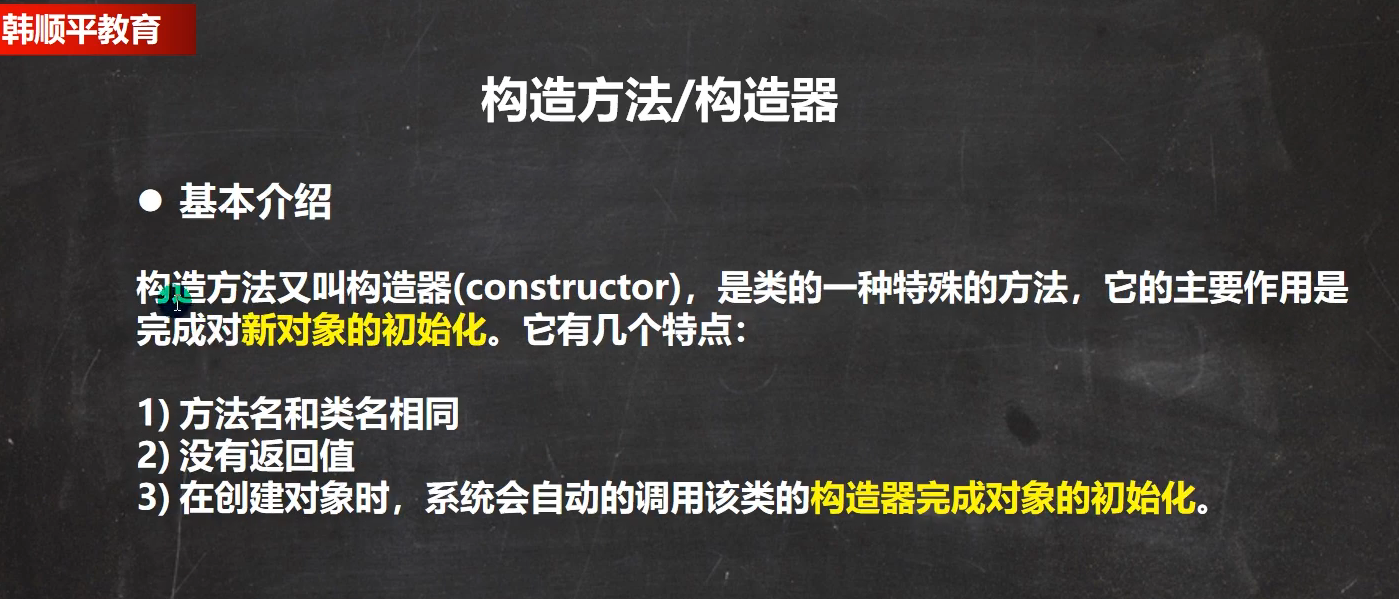 韩顺平教育
构造方法/构造器
● 基本介绍
构造方法又叫构造器(constructor)，是类的一种特殊的方法，它的主要作用是
完成对新对象的初始化。它有几个特点：
1) 方法名和类名相同
2) 没有返回值
3) 在创建对象时，系统会自动的调用该类的构造器完成对象的初始化。